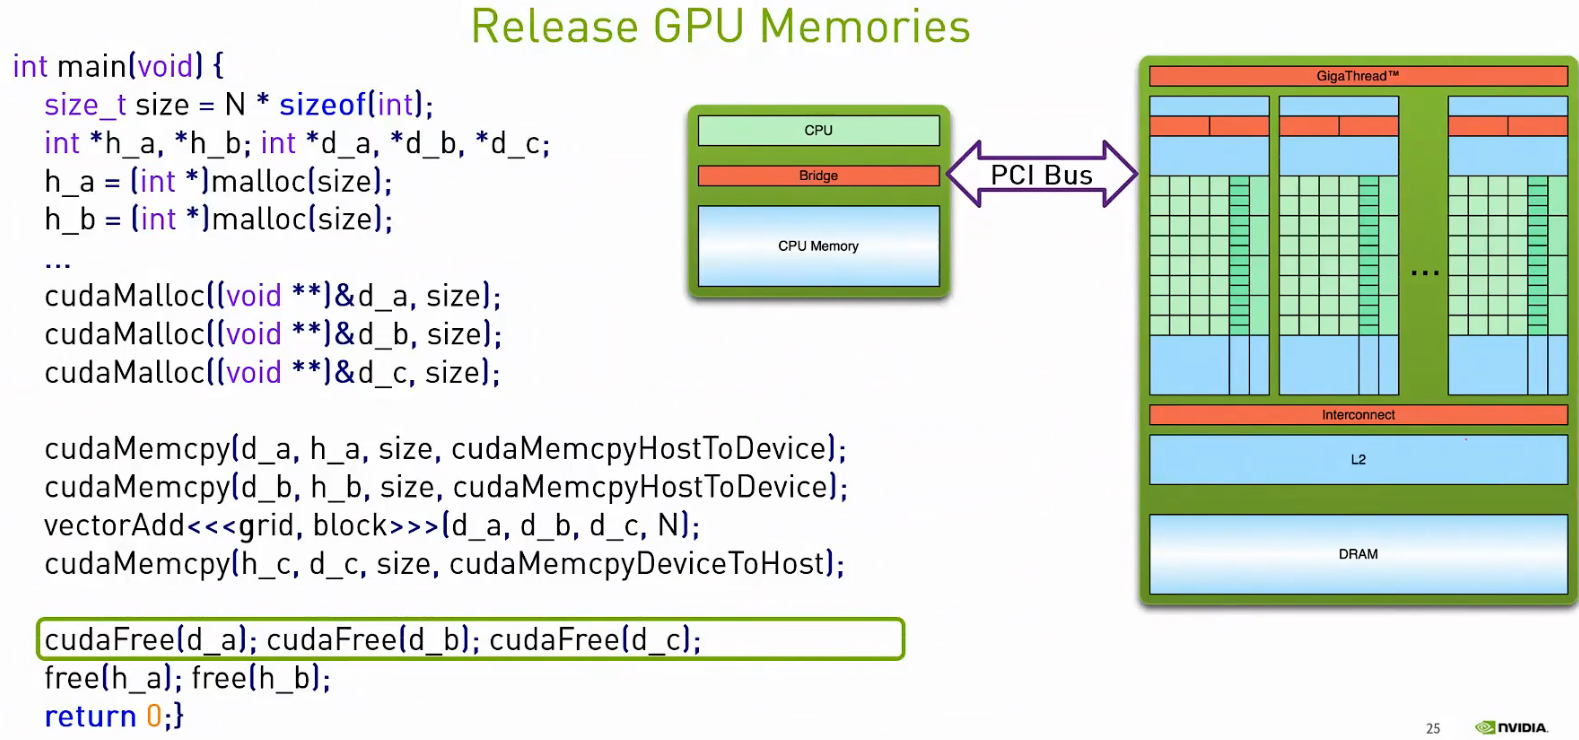 Release GPU Memories
int main(void) {
size_t size = N * sizeof(int);
int *h_a, *h_b; int *d_a, *d_b, *d_c;
h_a = (int *)malloc(size);
h_b = (int *)malloc(size);
...
cudaMalloc((void **)&d_a, size);
cudaMalloc((void **)&d_b, size);
cudaMalloc((void **)&d_c, size);
cudaMemcpy(d_a, h_a, size, cudaMemcpyHostToDevice);
cudaMemcpy(d_b, h_b, size, cudaMemcpyHostToDevice);
vectorAdd<<<grid, block>>>(d_a, d_b, d_c, N);
cudaMemcpy(h_c, d_c, size, cudaMemcpyDeviceToHost);
cudaFree(d_a); cudaFree(d_b); cudaFree(d_c);
free(h_a); free(h_b);
return 0;}
CPU
Bridge
CPU Memory
PCI Bus
GigaThread™
...
Interconnect
L2
DRAM
25
NVIDIA.